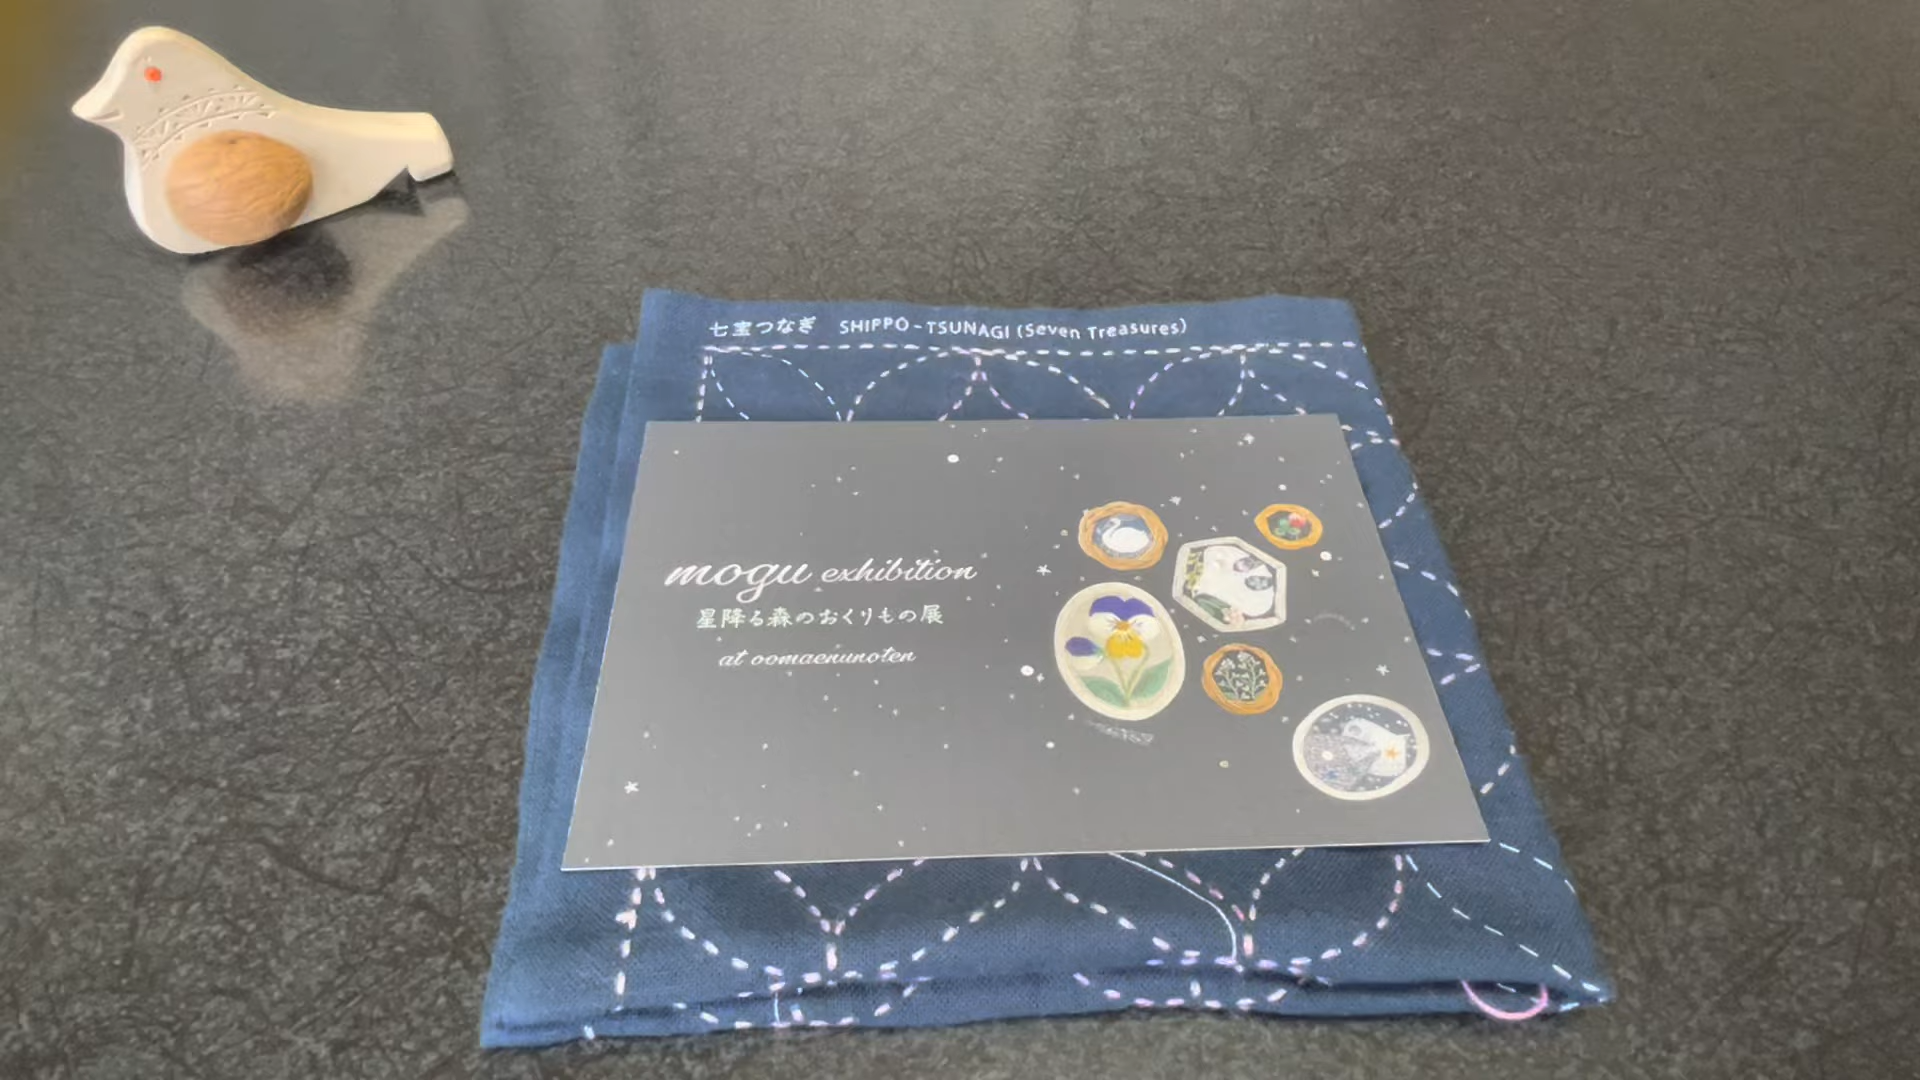 七宝つなぎ SHIPPO-TSUNAGI (Seven Treasures)
mogu exhibition
星降る森のおくりもの展
at oomaenunoten